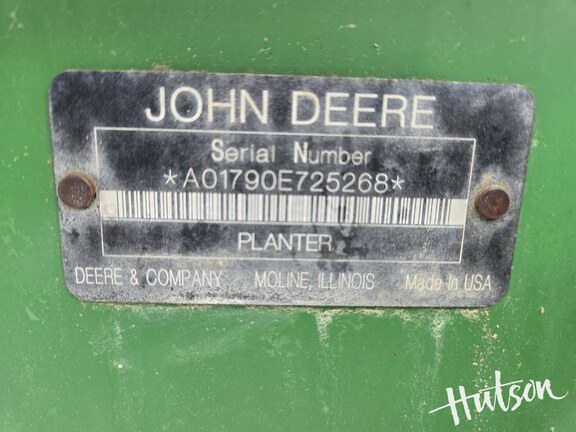 JOHN DEERE
Serial Number
*A01790E725268*
PLANTER
DEERE & COMPANY MOLINE, ILLINOIS Made In USA
Hutson